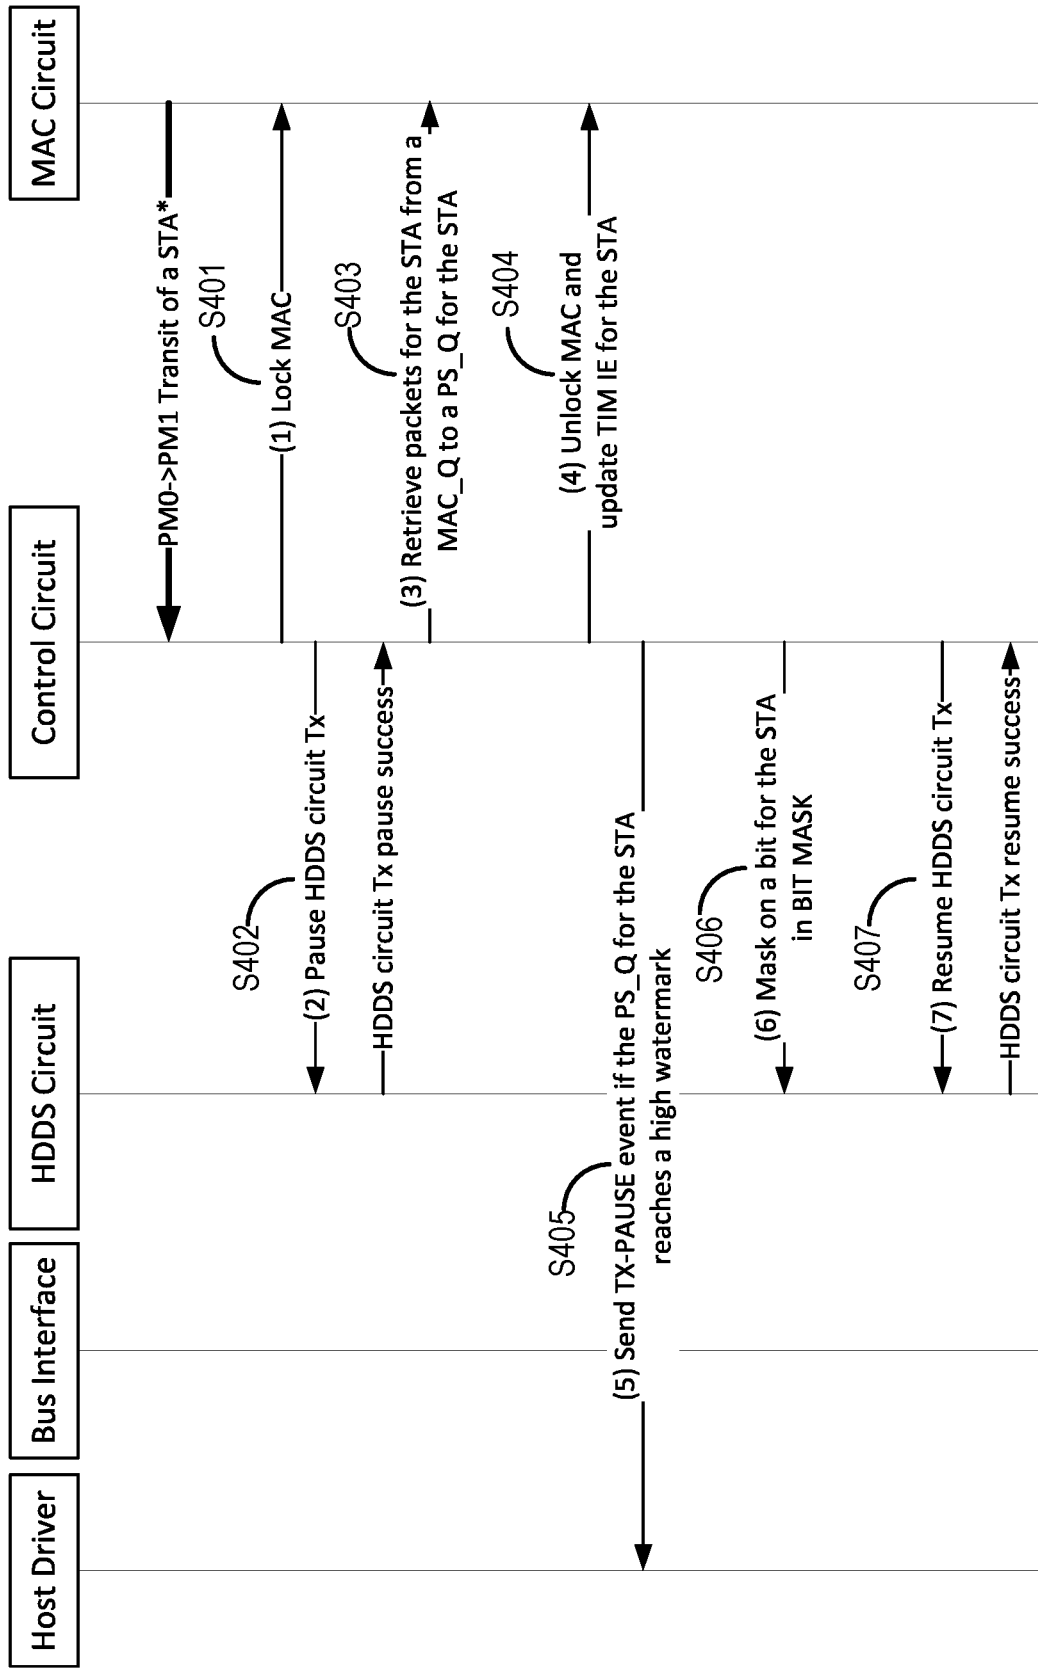 Host Driver
Bus Interface
HDDS Circuit
Control Circuit
MAC Circuit
PM0->PM1 Transit of a STA*
S401
(1) Lock MAC
S402
(2) Pause HDDS circuit Tx
HDDS circuit Tx pause success
S403
(3) Retrieve packets for the STA from a
MAC_Q to a PS_Q for the STA
S404
(4) Unlock MAC and
update TIM IE for the STA
S405
(5) Send TX-PAUSE event if the PS_Q for the STA
reaches a high watermark
S406
(6) Mask on a bit for the STA
in BIT MASK
S407
(7) Resume HDDS circuit Tx
HDDS circuit Tx resume success